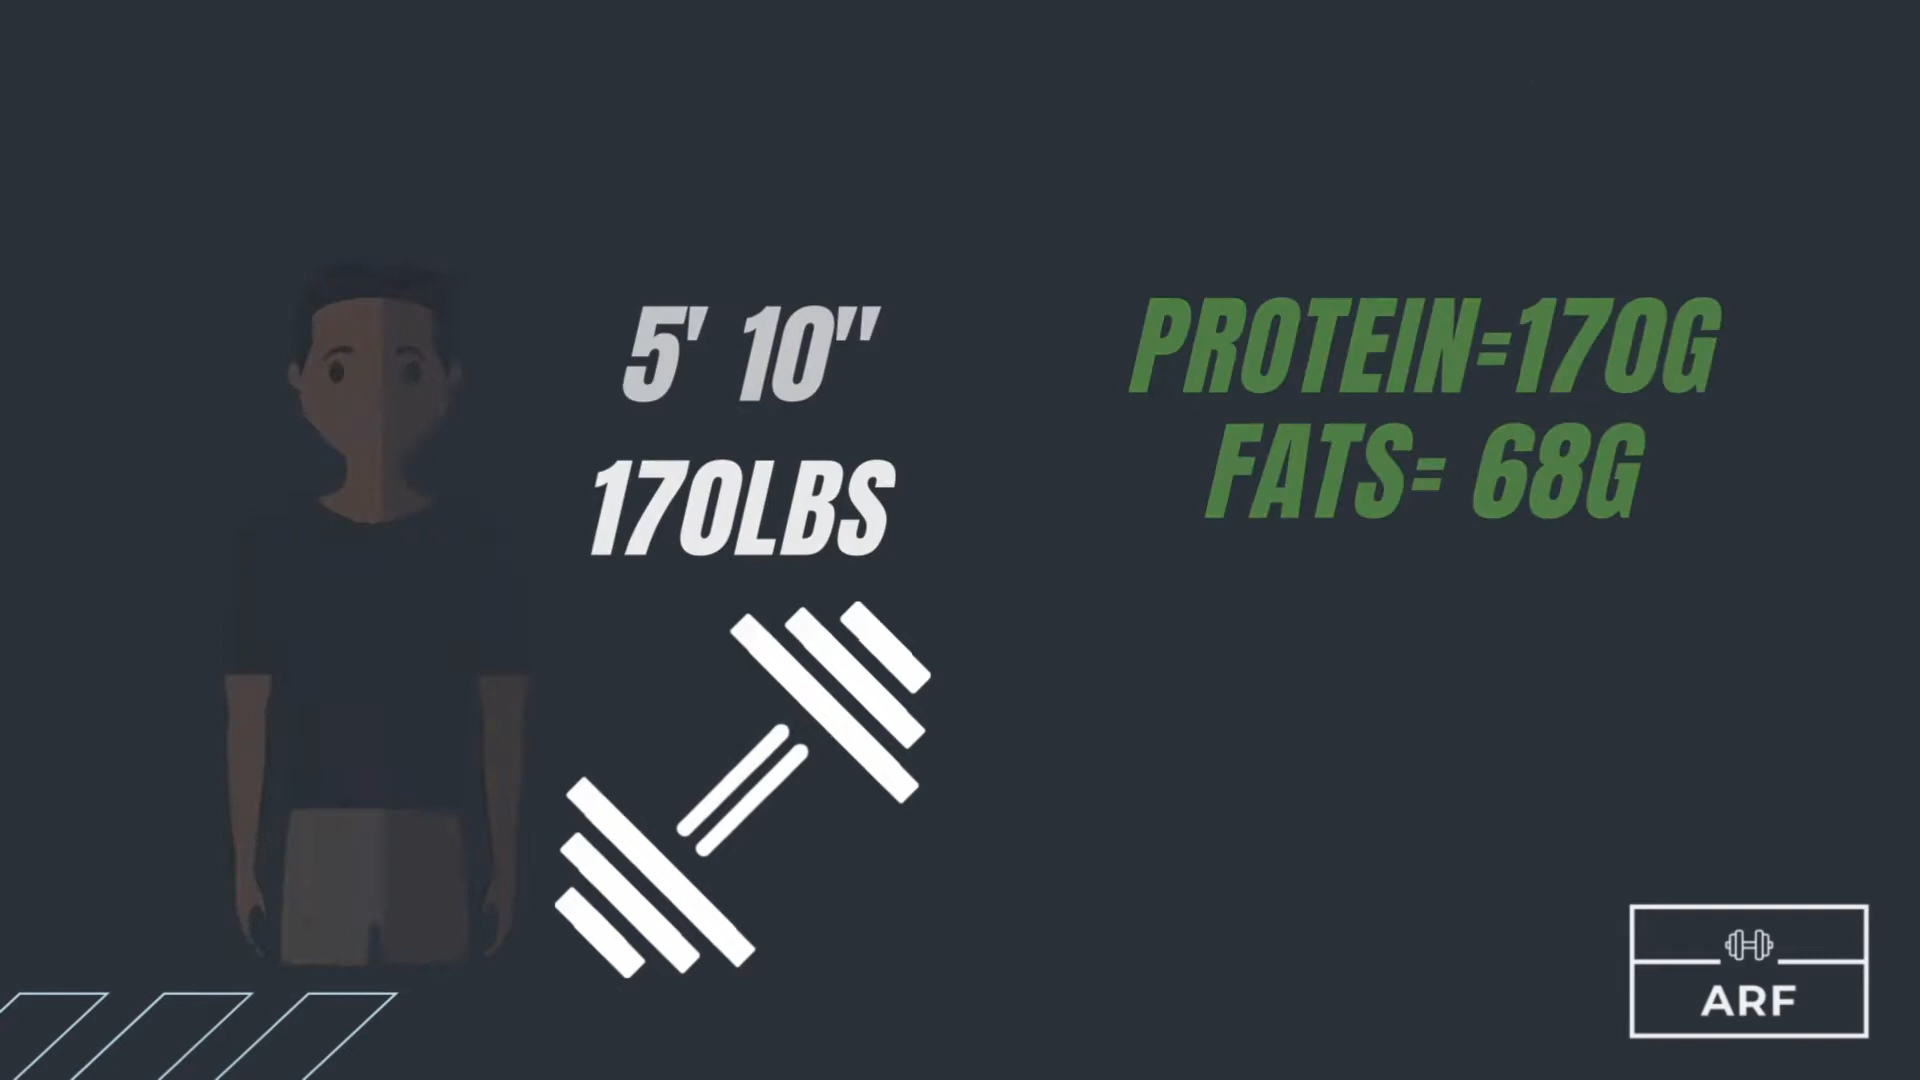 5' 10"
170LBS
PROTEIN=170G
FATS= 68G
ARF